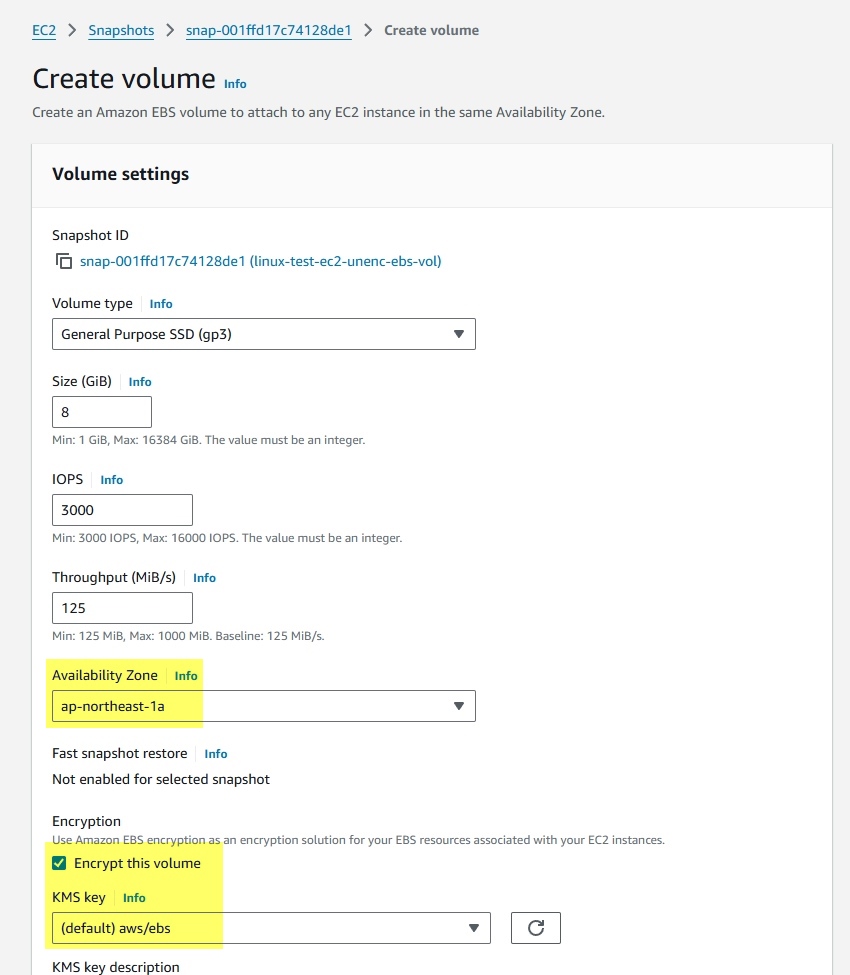 EC2 > Snapshots > snap-001ffd17c74128de1 > Create volume
Create volume Info
Create an Amazon EBS volume to attach to any EC2 instance in the same Availability Zone.
Volume settings
Snapshot ID
snap-001ffd17c74128de1 (linux-test-ec2-unenc-ebs-vol)
Volume type Info
General Purpose SSD (gp3)
Size (GiB) Info
8
Min: 1 GiB, Max: 16384 GiB. The value must be an integer.
IOPS Info
3000
Min: 3000 IOPS, Max: 16000 IOPS. The value must be an integer.
Throughput (MiB/s) Info
125
Min: 125 MiB, Max: 1000 MiB. Baseline: 125 MiB/s.
Availability Zone Info
ap-northeast-1a
Fast snapshot restore Info
Not enabled for selected snapshot
Encryption
Use Amazon EBS encryption as an encryption solution for your EBS resources associated with your EC2 instances.
Encrypt this volume
KMS key Info
(default) aws/ebs
KMS key description